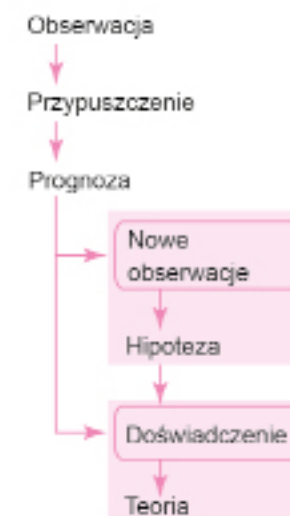 Obserwacja
Przypuszczenie
Prognoza
Nowe
obserwacje
Hipoteza
Doświadczenie
Teoria